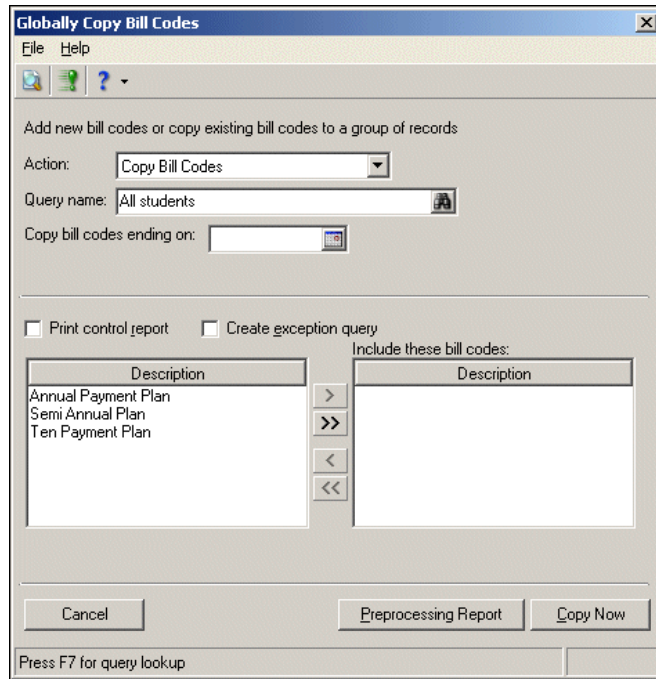 Globally Copy Bill Codes
File Help
?
Add new bill codes or copy existing bill codes to a group of records
Action: Copy Bill Codes
Query name: All students
Copy bill codes ending on:
Print control report Create exception query
Include these bill codes:
Description Description
Annual Payment Plan >
Semi Annual Plan >>
Ten Payment Plan
<
<<
Cancel Preprocessing Report Copy Now
Press F7 for query lookup